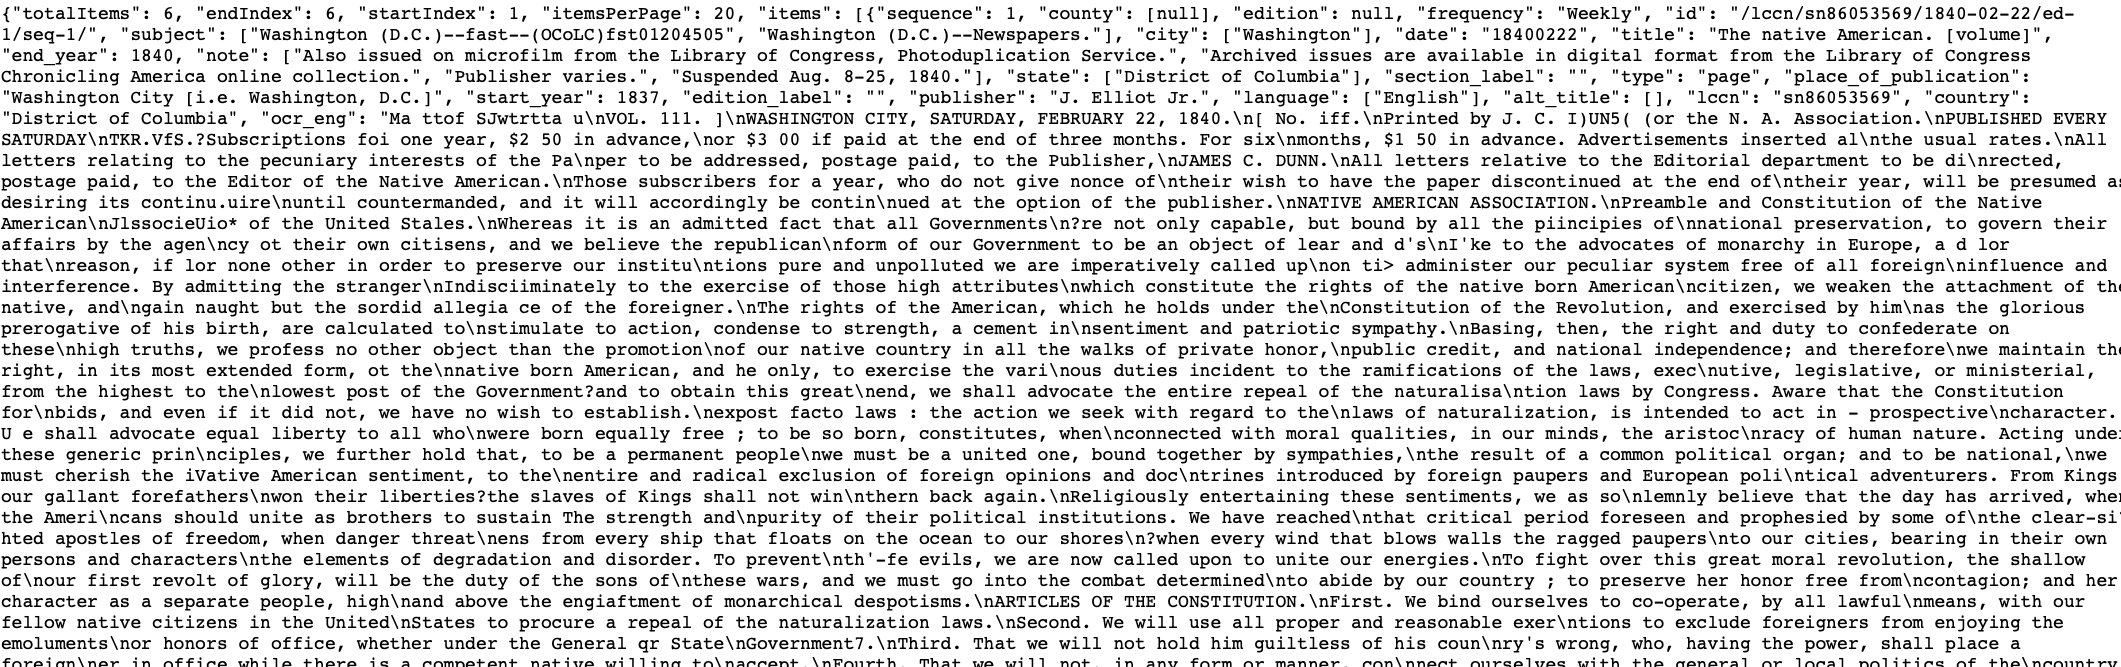 {"totalItems": 6, "endIndex": 6, "startIndex": 1, "itemsPerPage": 20, "items": [{"sequence": 1, "county": [null], "edition": null, "frequency": "Weekly", "id": "/lccn/sn86053569/1840-02-22/ed-
1/seq-1/", "subject": ["Washington (D.C.)--fast--(OCoLC)fst01204505", "Washington (D.C.)--Newspapers."], "city": ["Washington"], "date": "18400222", "title": "The native American. [volume]",
"end_year": 1840, "note": ["Also issued on microfilm from the Library of Congress, Photoduplication Service.", "Archived issues are available in digital format from the Library of Congress
Chronicling America online collection.", "Publisher varies.", "Suspended Aug. 8-25, 1840."], "state": ["District of Columbia"], "section_label": "", "type": "page", "place_of_publication":
"Washington City [i.e. Washington, D.C.]", "start_year": 1837, "edition_label": "", "publisher": "J. Elliot Jr.", "language": ["English"], "alt_title": [], "lccn": "sn86053569", "country":
"District of Columbia", "ocr_eng": "Ma ttof SJwtrtta u\nVOL. 111. ]\nWASHINGTON CITY, SATURDAY, FEBRUARY 22, 1840.\n[ No. iff.\nPrinted by J. C. I)UN5( (or the N. A. Association.\nPUBLISHED EVERY
SATURDAY\nTKR.VfS.?Subscriptions foi one year, $2 50 in advance,\nor $3 00 if paid at the end of three months. For six\nmonths, $1 50 in advance. Advertisements inserted al\nthe usual rates.\nAll
letters relating to the pecuniary interests of the Pa\nper to be addressed, postage paid, to the Publisher,\nJAMES C. DUNN.\nAll letters relative to the Editorial department to be di\nrected,
postage paid, to the Editor of the Native American.\nThose subscribers for a year, who do not give nonce of\ntheir wish to have the paper discontinued at the end of\ntheir year, will be presumed as
desiring its continu.uire\nuntil countermanded, and it will accordingly be contin\nued at the option of the publisher.\nNATIVE AMERICAN ASSOCIATION.\nPreamble and Constitution of the Native
American\nJlssocieUio* of the United Stales.\nWhereas it is an admitted fact that all Governments\n?re not only capable, but bound by all the piincipies of\nnational preservation, to govern their
affairs by the agen\ncy ot their own citisens, and we believe the republican\nform of our Government to be an object of lear and d's\nI'ke to the advocates of monarchy in Europe, a d lor
that\nreason, if lor none other in order to preserve our institu\ntions pure and unpolluted we are imperatively called up\non ti> administer our peculiar system free of all foreign\ninfluence and
interference. By admitting the stranger\nIndisciiminately to the exercise of those high attributes\nwhich constitute the rights of the native born American\ncitizen, we weaken the attachment of the
native, and\ngain naught but the sordid allegia ce of the foreigner.\nThe rights of the American, which he holds under the\nConstitution of the Revolution, and exercised by him\nas the glorious
prerogative of his birth, are calculated to\nstimulate to action, condense to strength, a cement in\nsentiment and patriotic sympathy.\nBasing, then, the right and duty to confederate on
these\nhigh truths, we profess no other object than the promotion\nof our native country in all the walks of private honor,\npublic credit, and national independence; and therefore\nwe maintain the
right, in its most extended form, ot the\nnative born American, and he only, to exercise the vari\nous duties incident to the ramifications of the laws, exec\nutive, legislative, or ministerial,
from the highest to the\nlowest post of the Government?and to obtain this great\nend, we shall advocate the entire repeal of the naturalisa\ntion laws by Congress. Aware that the Constitution
for\nbids, and even if it did not, we have no wish to establish.\nexpost facto laws : the action we seek with regard to the\nlaws of naturalization, is intended to act in - prospective\ncharacter.
U e shall advocate equal liberty to all who\nwere born equally free ; to be so born, constitutes, when\nconnected with moral qualities, in our minds, the aristoc\nracy of human nature. Acting unde
these generic prin\nciples, we further hold that, to be a permanent people\nwe must be a united one, bound together by sympathies,\nthe result of a common political organ; and to be national,\nwe
must cherish the iVative American sentiment, to the\nentire and radical exclusion of foreign opinions and doc\ntrines introduced by foreign paupers and European poli\ntical adventurers. From Kings
our gallant forefathers\nwon their liberties?the slaves of Kings shall not win\nthern back again.\nReligiously entertaining these sentiments, we as so\nlemnly believe that the day has arrived, whe
the Ameri\ncans should unite as brothers to sustain The strength and\npurity of their political institutions. We have reached\nthat critical period foreseen and prophesied by some of\nthe clear-si
hted apostles of freedom, when danger threat\nens from every ship that floats on the ocean to our shores\n?when every wind that blows walls the ragged paupers\nto our cities, bearing in their own
persons and characters\nthe elements of degradation and disorder. To prevent\nth'-fe evils, we are now called upon to unite our energies.\nTo fight over this great moral revolution, the shallow
of\nour first revolt of glory, will be the duty of the sons of\nthese wars, and we must go into the combat determined\nto abide by our country ; to preserve her honor free from\ncontagion; and her
character as a separate people, high\nand above the engiaftment of monarchical despotisms.\nARTICLES OF THE CONSTITUTION.\nFirst. We bind ourselves to co-operate, by all lawful\nmeans, with our
fellow native citizens in the United\nStates to procure a repeal of the naturalization laws.\nSecond. We will use all proper and reasonable exer\ntions to exclude foreigners from enjoying the
emoluments\nor honors of office, whether under the General qr State\nGovernment7.\nThird. That we will not hold him guiltless of his coun\nry's wrong, who, having the power, shall place a
foreign\ner in office while there is a competent native willing to\naccept.\nFourth. That we will not, in any form or manner, con\nnect ourselves with the general or local politics of the\ncountry